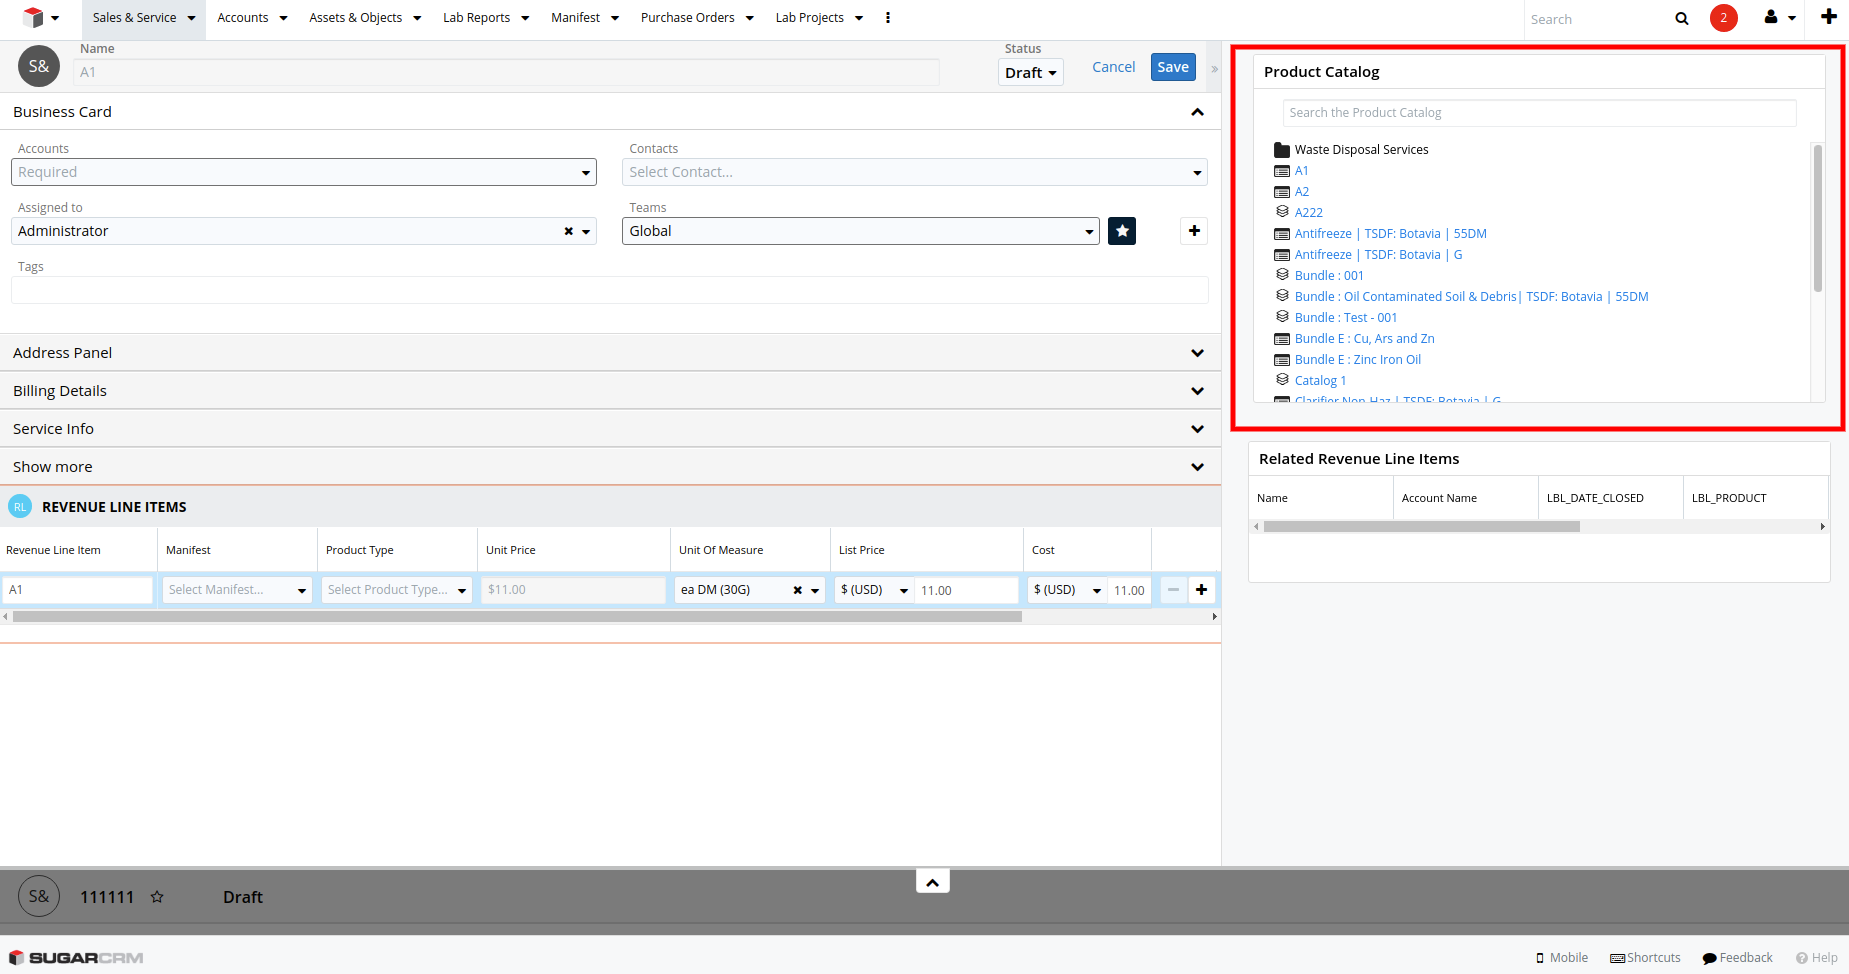 Sales & Service Accounts Assets & Objects Lab Reports Manifest Purchase Orders Lab Projects Search 2
S& Name
A1
Status
Draft Cancel Save »
Business Card
Accounts Contacts
Required Select Contact...
Assigned to Teams
Administrator Global
Tags
Address Panel
Billing Details
Service Info
Show more
RL REVENUE LINE ITEMS
Revenue Line Item Manifest Product Type Unit Price Unit Of Measure List Price Cost
A1 Select Manifest... Select Product Type... $11.00 ea DM (30G) $ (USD) 11.00 $ (USD) 11.00
Product Catalog
Search the Product Catalog
Waste Disposal Services
A1
A2
A222
Antifreeze | TSDF: Botavia | 55DM
Antifreeze | TSDF: Botavia | G
Bundle : 001
Bundle : Oil Contaminated Soil & Debris| TSDF: Botavia | 55DM
Bundle : Test - 001
Bundle E : Cu, Ars and Zn
Bundle E : Zinc Iron Oil
Catalog 1
Clarifier Non-Haz | TSDF: Botavia | G
Related Revenue Line Items
Name Account Name LBL_DATE_CLOSED LBL_PRODUCT
S& 111111 Draft
SUGARCRM Mobile Shortcuts Feedback Help